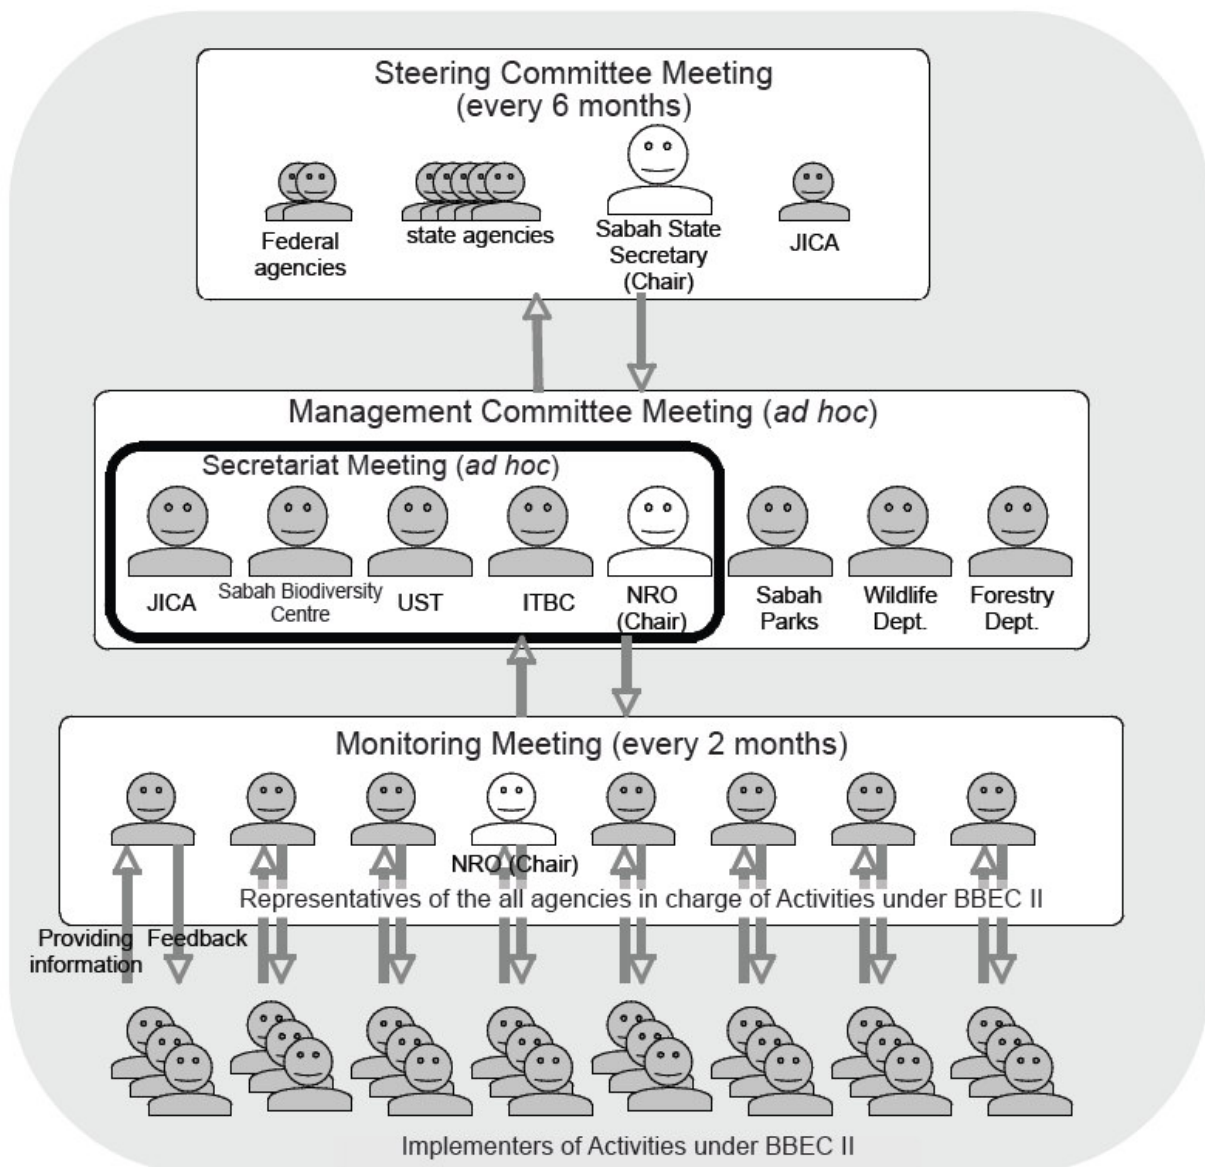 Steering Committee Meeting
(every 6 months)
Federal
agencies
state agencies
Sabah State
Secretary
(Chair)
JICA
Management Committee Meeting (ad hoc)
Secretariat Meeting (ad hoc)
JICA
Sabah Biodiversity
Centre
UST
ITBC
NRO
(Chair)
Sabah
Parks
Wildlife
Dept.
Forestry
Dept.
Monitoring Meeting (every 2 months)
NRO (Chair)
Representatives of the all agencies in charge of Activities under BBEC II
Providing
information
Feedback
Implementers of Activities under BBEC II